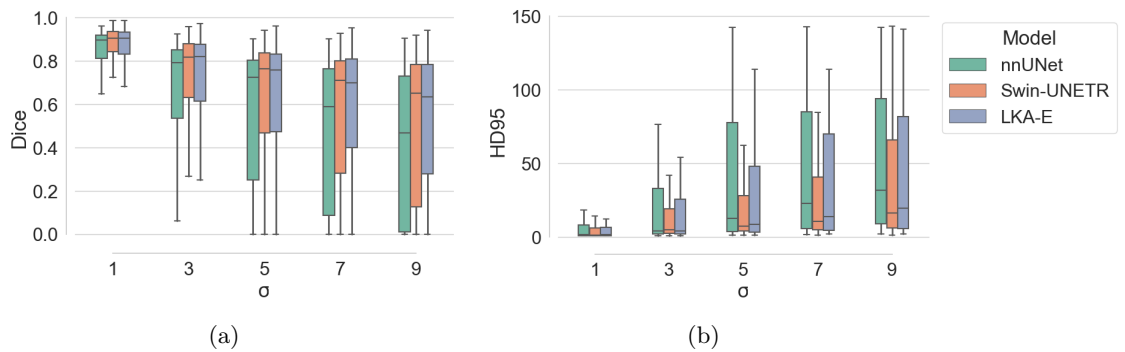 1.0
0.8
0.6
0.4
0.2
0.0
Dice
1 3 5 7 9
σ
(a)
150
100
50
0
HD95
1 3 5 7 9
σ
(b)
Model
nnUNet
Swin-UNETR
LKA-E